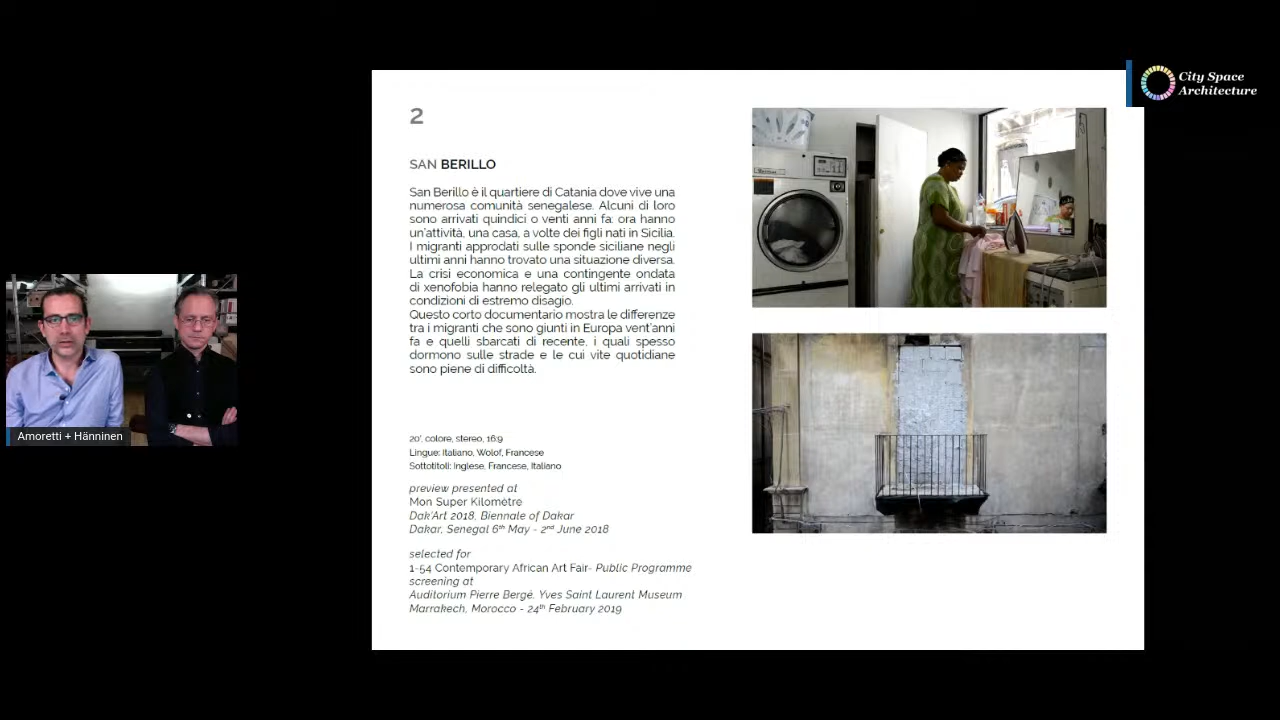 City Space
Architecture
2
SAN BERILLO
San Berillo è il quartiere di Catania dove vive una
numerosa comunità senegalese. Alcuni di loro
sono arrivati quindici o venti anni fa: ora hanno
un'attività, una casa, a volte dei figli nati in Sicilia.
I migranti approdati sulle sponde siciliane negli
ultimi anni hanno trovato una situazione diversa.
La crisi economica e una contingente ondata
di xenofobia hanno relegato gli ultimi arrivati in
condizioni di estremo disagio.
Questo corto documentario mostra le differenze
tra i migranti che sono giunti in Europa vent'anni
fa e quelli sbarcati di recente, i quali spesso
dormono sulle strade e le cui vite quotidiane
sono piene di difficoltà.
20', colore, stereo, 16:9
Lingue: Italiano, Wolof, Francese
Sottotitoli: Inglese, Francese, Italiano
preview presented at
Mon Super Kilomètre
Dak'Art 2018, Biennale of Dakar
Dakar, Senegal 6th May - 2nd June 2018
selected for
1-54 Contemporary African Art Fair- Public Programme
screening at
Auditorium Pierre Bergé, Yves Saint Laurent Museum
Marrakech, Morocco - 24th February 2019
Amoretti + Hänninen